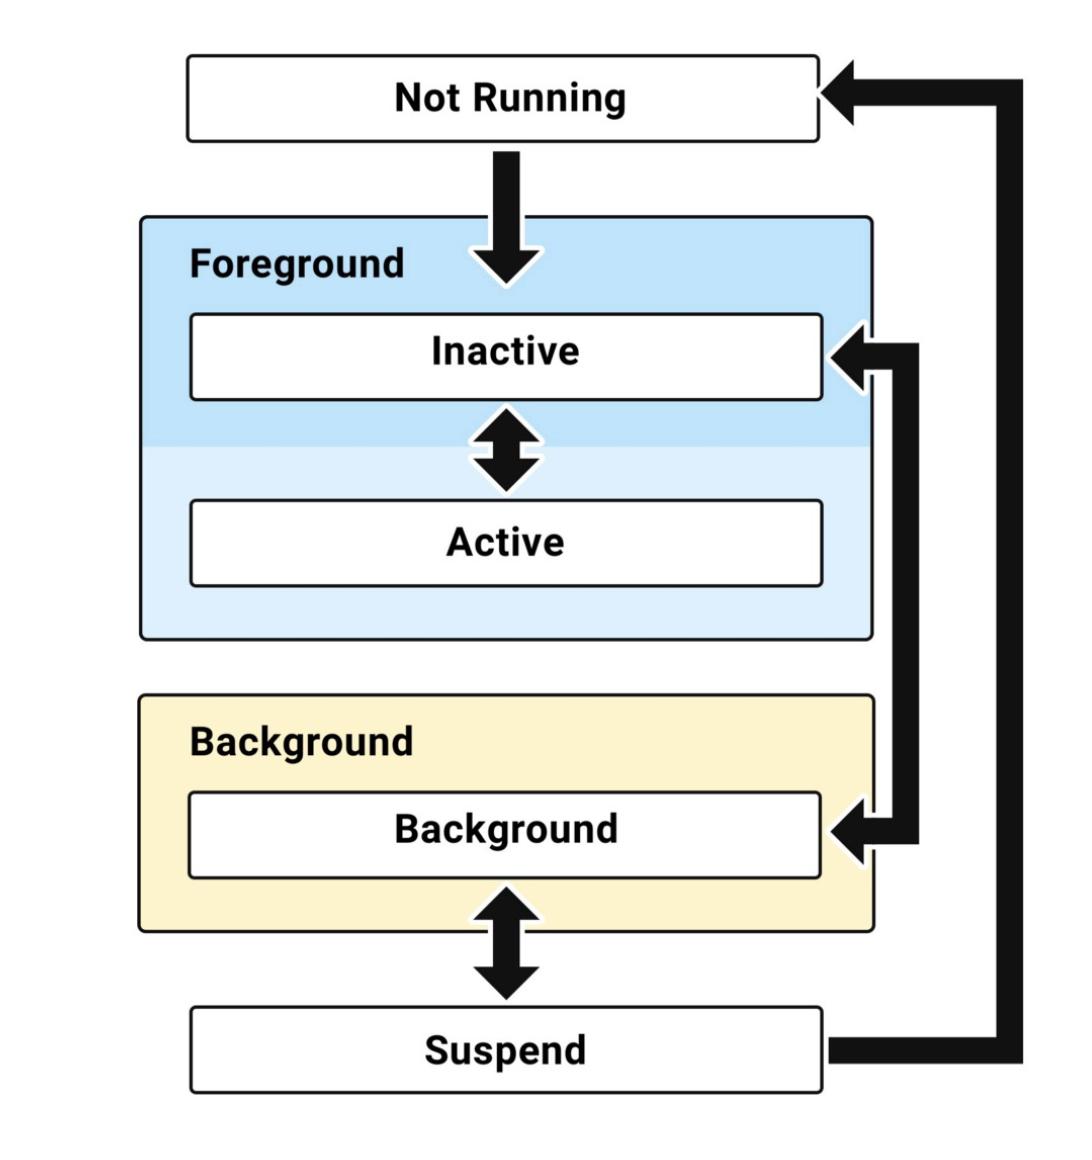 Not Running
Foreground
Inactive
Active
Background
Background
Suspend